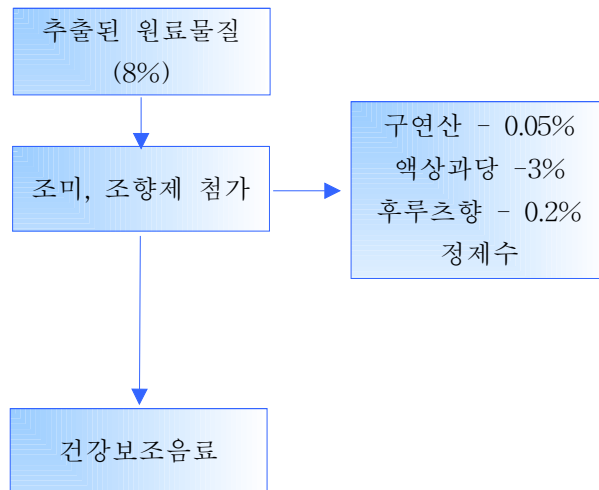 추출된 원료물질
(8%)
조미, 조향제 첨가
구연산 - 0.05%
액상과당 -3%
후루츠향 - 0.2%
정제수
건강보조음료